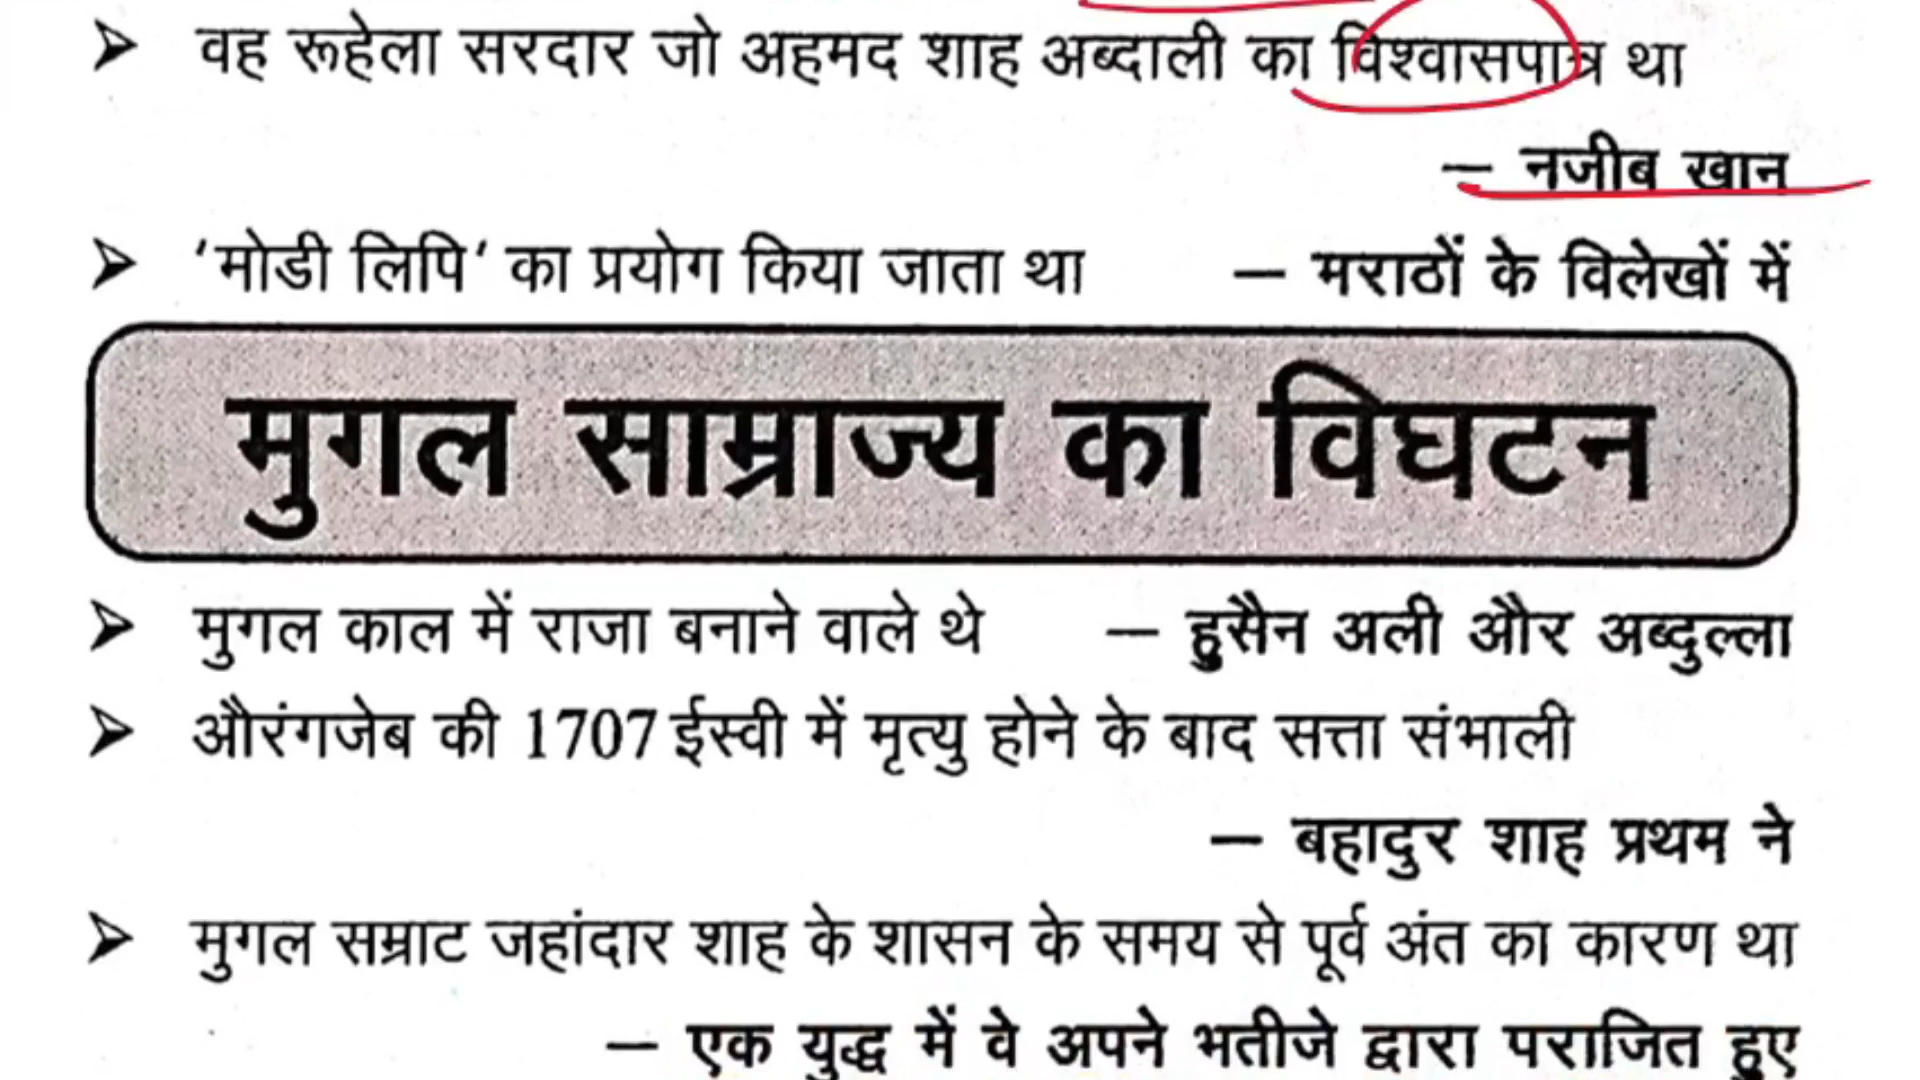 ➢ वह रूहेला सरदार जो अहमद शाह अब्दाली का विश्वासपात्र था
— नजीब खान
➢ 'मोडी लिपि' का प्रयोग किया जाता था — मराठों के विलेखों में
मुगल साम्राज्य का विघटन
➢ मुगल काल में राजा बनाने वाले थे — हुसैन अली और अब्दुल्ला
➢ औरंगजेब की 1707 ईस्वी में मृत्यु होने के बाद सत्ता संभाली
— बहादुर शाह प्रथम ने
➢ मुगल सम्राट जहांदार शाह के शासन के समय से पूर्व अंत का कारण था
— एक युद्ध में वे अपने भतीजे द्वारा पराजित हुए